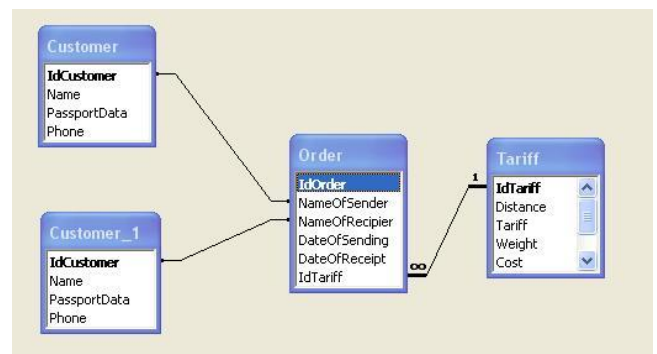 Customer
IdCustomer
Name
PassportData
Phone
Customer_1
IdCustomer
Name
PassportData
Phone
Order
IdOrder
NameOfSender
NameOfRecipier
DateOfSending
DateOfReceipt
IdTariff
∞
1
Tariff
IdTariff
Distance
Tariff
Weight
Cost